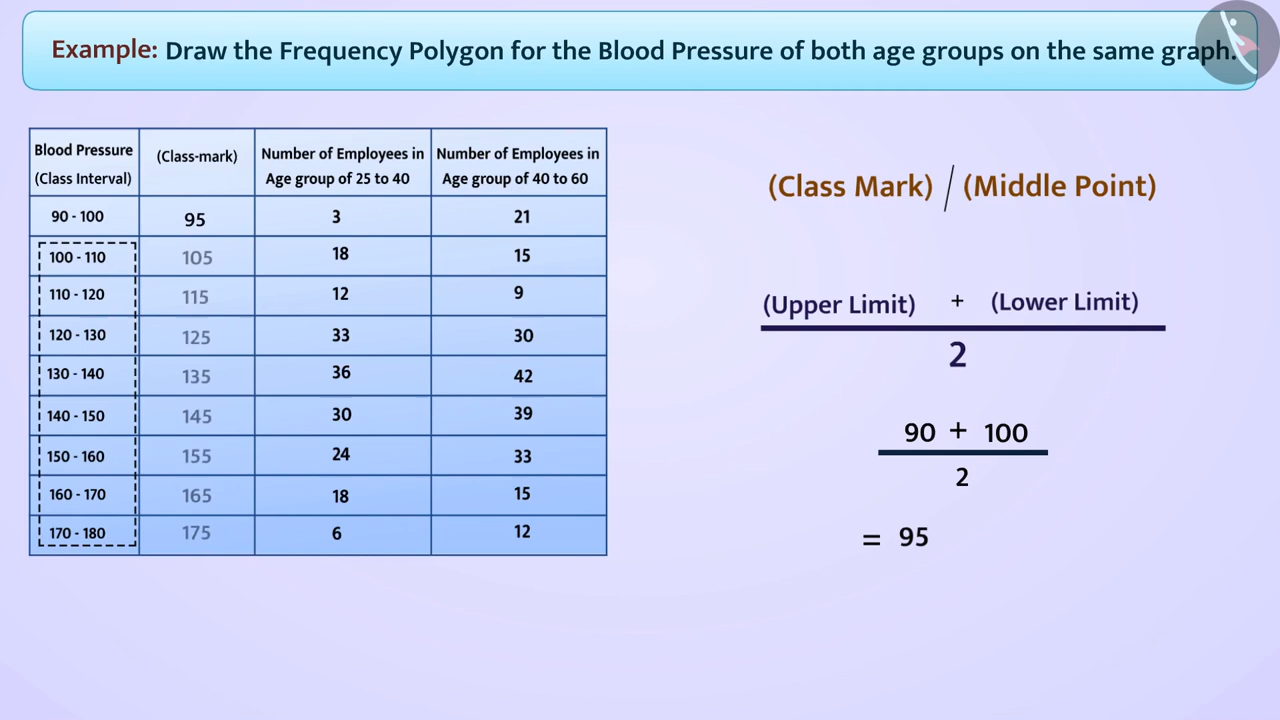 Example: Draw the Frequency Polygon for the Blood Pressure of both age groups on the same graph.
Blood Pressure (Class Interval) (Class-mark) Number of Employees in Age group of 25 to 40 Number of Employees in Age group of 40 to 60
90 - 100 95 3 21
100 - 110 105 18 15
110 - 120 115 12 9
120 - 130 125 33 30
130 - 140 135 36 42
140 - 150 145 30 39
150 - 160 155 24 33
160 - 170 165 18 15
170 - 180 175 6 12
(Class Mark) / (Middle Point)
(Upper Limit) + (Lower Limit)
2
90 + 100
2
= 95